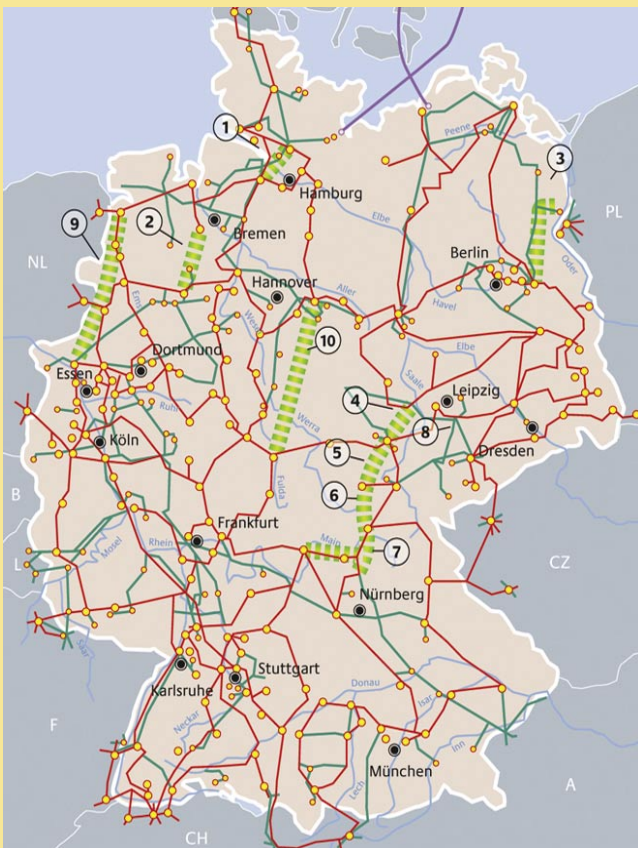 1
Hamburg
Peene
3
PL
9
2
Bremen
Elbe
NL
Ems
Hannover
Aller
Berlin
Oder
Weser
Havel
10
Dortmund
Elbe
Essen
Saale
Leipzig
4
Ruhr
Werra
8
Köln
5
Dresden
Fulda
6
B
Frankfurt
Main
7
Mosel
Rhein
CZ
L
Nürnberg
Saar
Stuttgart
Karlsruhe
Donau
Isar
F
Neckar
Inn
München
Lech
A
CH